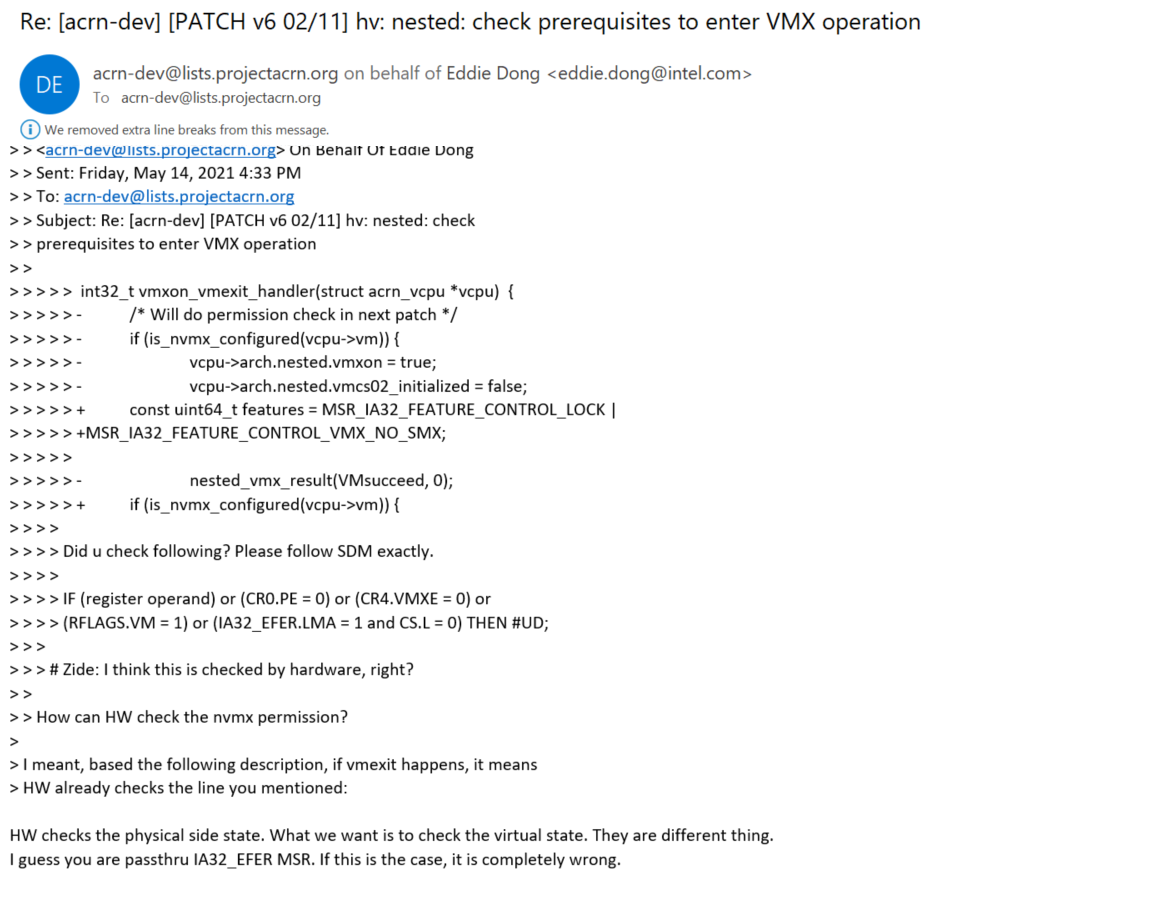 Re: [acrn-dev] [PATCH v6 02/11] hv: nested: check prerequisites to enter VMX operation
DE
acrn-dev@lists.projectacrn.org on behalf of Eddie Dong <eddie.dong@intel.com>
To acrn-dev@lists.projectacrn.org
We removed extra line breaks from this message.
> > <acrn-dev@lists.projectacrn.org> On Behalf Of Eddie Dong
> > Sent: Friday, May 14, 2021 4:33 PM
> > To: acrn-dev@lists.projectacrn.org
> > Subject: Re: [acrn-dev] [PATCH v6 02/11] hv: nested: check
> > prerequisites to enter VMX operation
> >
> > > > > int32_t vmxon_vmexit_handler(struct acrn_vcpu *vcpu) {
> > > > > - /* Will do permission check in next patch */
> > > > > - if (is_nvmx_configured(vcpu->vm)) {
> > > > > - vcpu->arch.nested.vmxon = true;
> > > > > - vcpu->arch.nested.vmcs02_initialized = false;
> > > > > + const uint64_t features = MSR_IA32_FEATURE_CONTROL_LOCK |
> > > > > +MSR_IA32_FEATURE_CONTROL_VMX_NO_SMX;
> > > > >
> > > > > - nested_vmx_result(VMsucceed, 0);
> > > > > + if (is_nvmx_configured(vcpu->vm)) {
> > > >
> > > > Did u check following? Please follow SDM exactly.
> > > >
> > > > IF (register operand) or (CR0.PE = 0) or (CR4.VMXE = 0) or
> > > > (RFLAGS.VM = 1) or (IA32_EFER.LMA = 1 and CS.L = 0) THEN #UD;
> > >
> > > # Zide: I think this is checked by hardware, right?
> >
> > How can HW check the nvmx permission?
>
> I meant, based the following description, if vmexit happens, it means
> HW already checks the line you mentioned:
HW checks the physical side state. What we want is to check the virtual state. They are different thing.
I guess you are passthru IA32_EFER MSR. If this is the case, it is completely wrong.